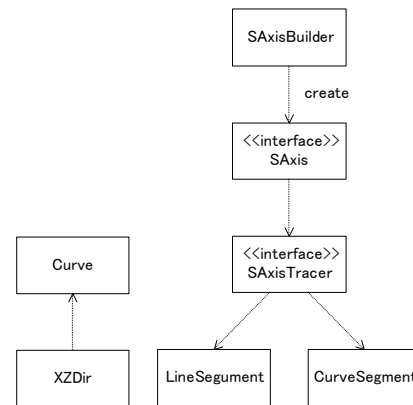 SAxisBuilder
create
<<interface>>
SAxis
<<interface>>
SAxisTracer
Curve
XZDir
LineSegument
CurveSegment